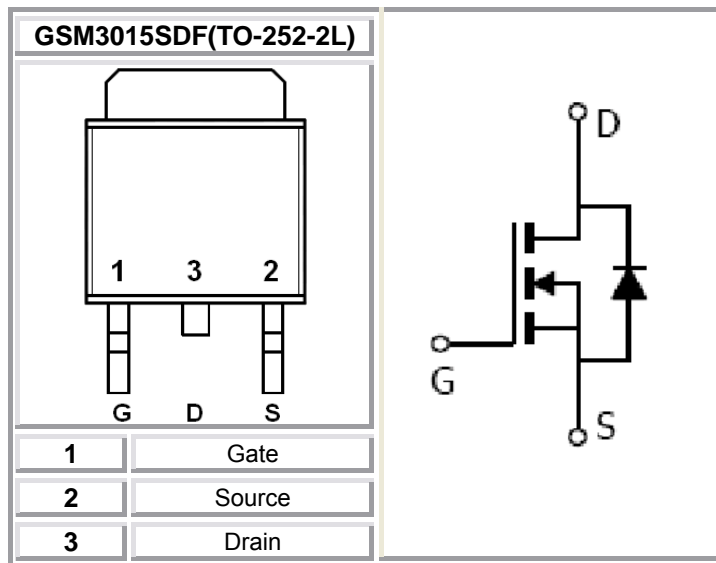 GSM3015SDF(TO-252-2L)
1 3 2
G D S
1 Gate
2 Source
3 Drain
D
G
S